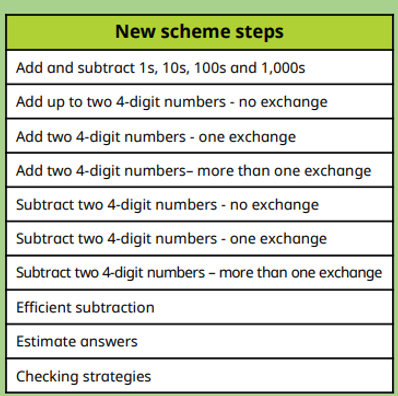 New scheme steps
Add and subtract 1s, 10s, 100s and 1,000s
Add up to two 4-digit numbers - no exchange
Add two 4-digit numbers - one exchange
Add two 4-digit numbers– more than one exchange
Subtract two 4-digit numbers - no exchange
Subtract two 4-digit numbers - one exchange
Subtract two 4-digit numbers – more than one exchange
Efficient subtraction
Estimate answers
Checking strategies